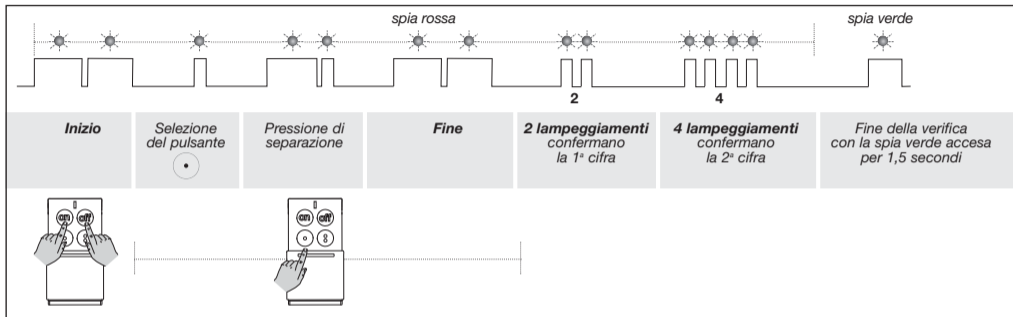 spia rossa
spia verde
2
4
Inizio
Selezione
del pulsante
Pressione di
separazione
Fine
2 lampeggiamenti
confermano
la 1ª cifra
4 lampeggiamenti
confermano
la 2ª cifra
Fine della verifica
con la spia verde accesa
per 1,5 secondi
on off
on off